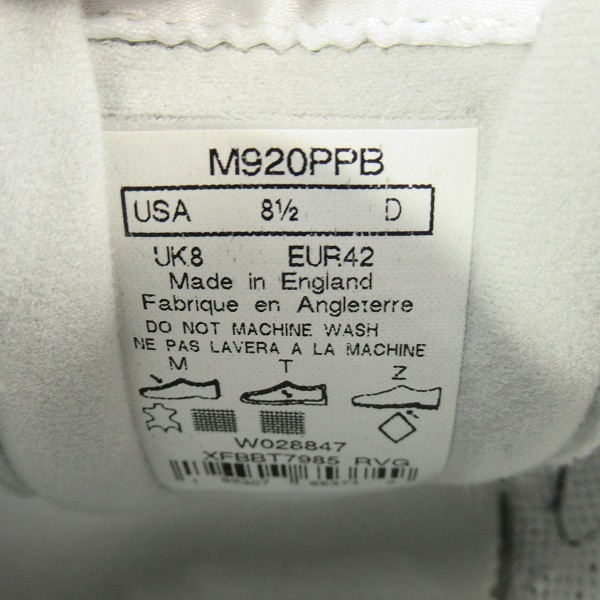 M920PPB
USA 8½ D
UK8 EUR42
Made in England
Fabrique en Angleterre
DO NOT MACHINE WASH
NE PAS LAVERA A LA MACHINE
M T Z
W028847
XFBBT7985 RVG